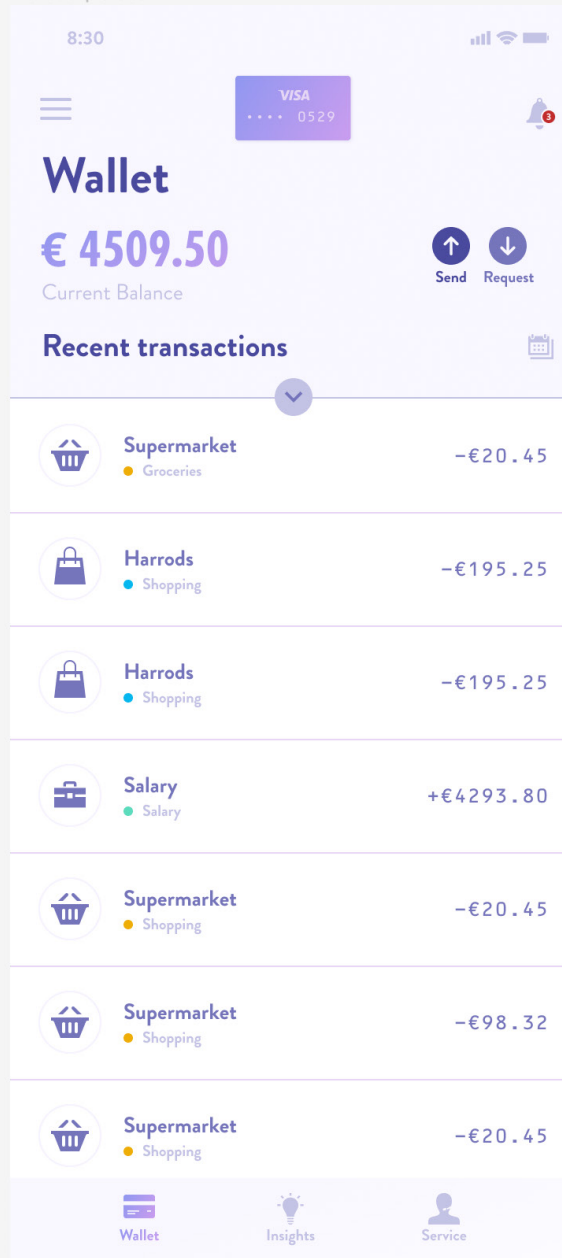 8:30
VISA
•••• 0529
3
Wallet
€ 4509.50
Send Request
Current Balance
Recent transactions
Supermarket
Groceries
−€20.45
Harrods
Shopping
−€195.25
Harrods
Shopping
−€195.25
Salary
Salary
+€4293.80
Supermarket
Shopping
−€20.45
Supermarket
Shopping
−€98.32
Supermarket
Shopping
−€20.45
Wallet
Insights
Service